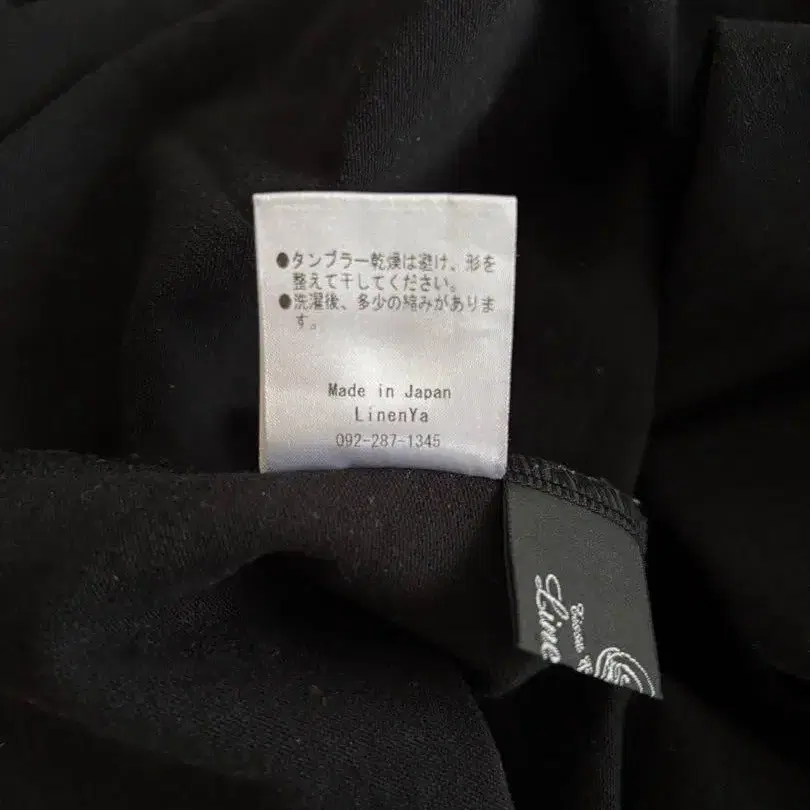 ●タンブラー乾燥は避け、形を
整えて干してください。
●洗濯後、多少の縮みがありま
す。
Made in Japan
LinenYa
092-287-1345